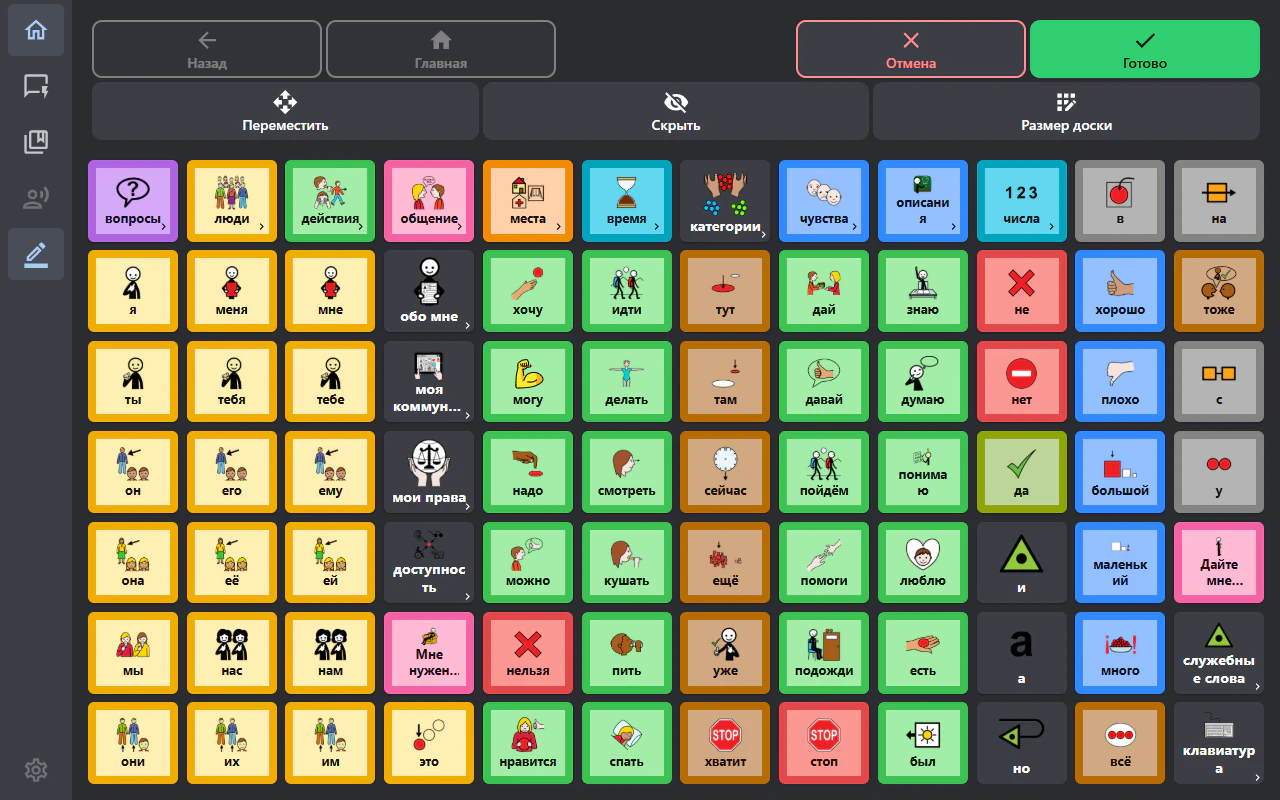 Назад
Главная
Отмена
Готово
Переместить
Скрыть
Размер доски
вопросы
люди
действия
общение
места
время
категории
чувства
описани
я
1 2 3
числа
в
на
я
меня
мне
обо мне
хочу
идти
тут
дай
знаю
не
хорошо
тоже
ты
тебя
тебе
моя
коммун...
могу
делать
там
давай
думаю
нет
плохо
с
он
его
ему
мои права
надо
смотреть
сейчас
пойдём
понима
ю
да
большой
у
она
её
ей
доступнос
ть
можно
кушать
ещё
помоги
люблю
и
маленьк
ий
Дайте
мне...
мы
нас
нам
Мне
нужен...
нельзя
пить
уже
подожди
есть
а
а
много
служебны
е слова
они
их
им
это
нравится
спать
STOP
хватит
STOP
стоп
был
но
всё
клавиатур
а